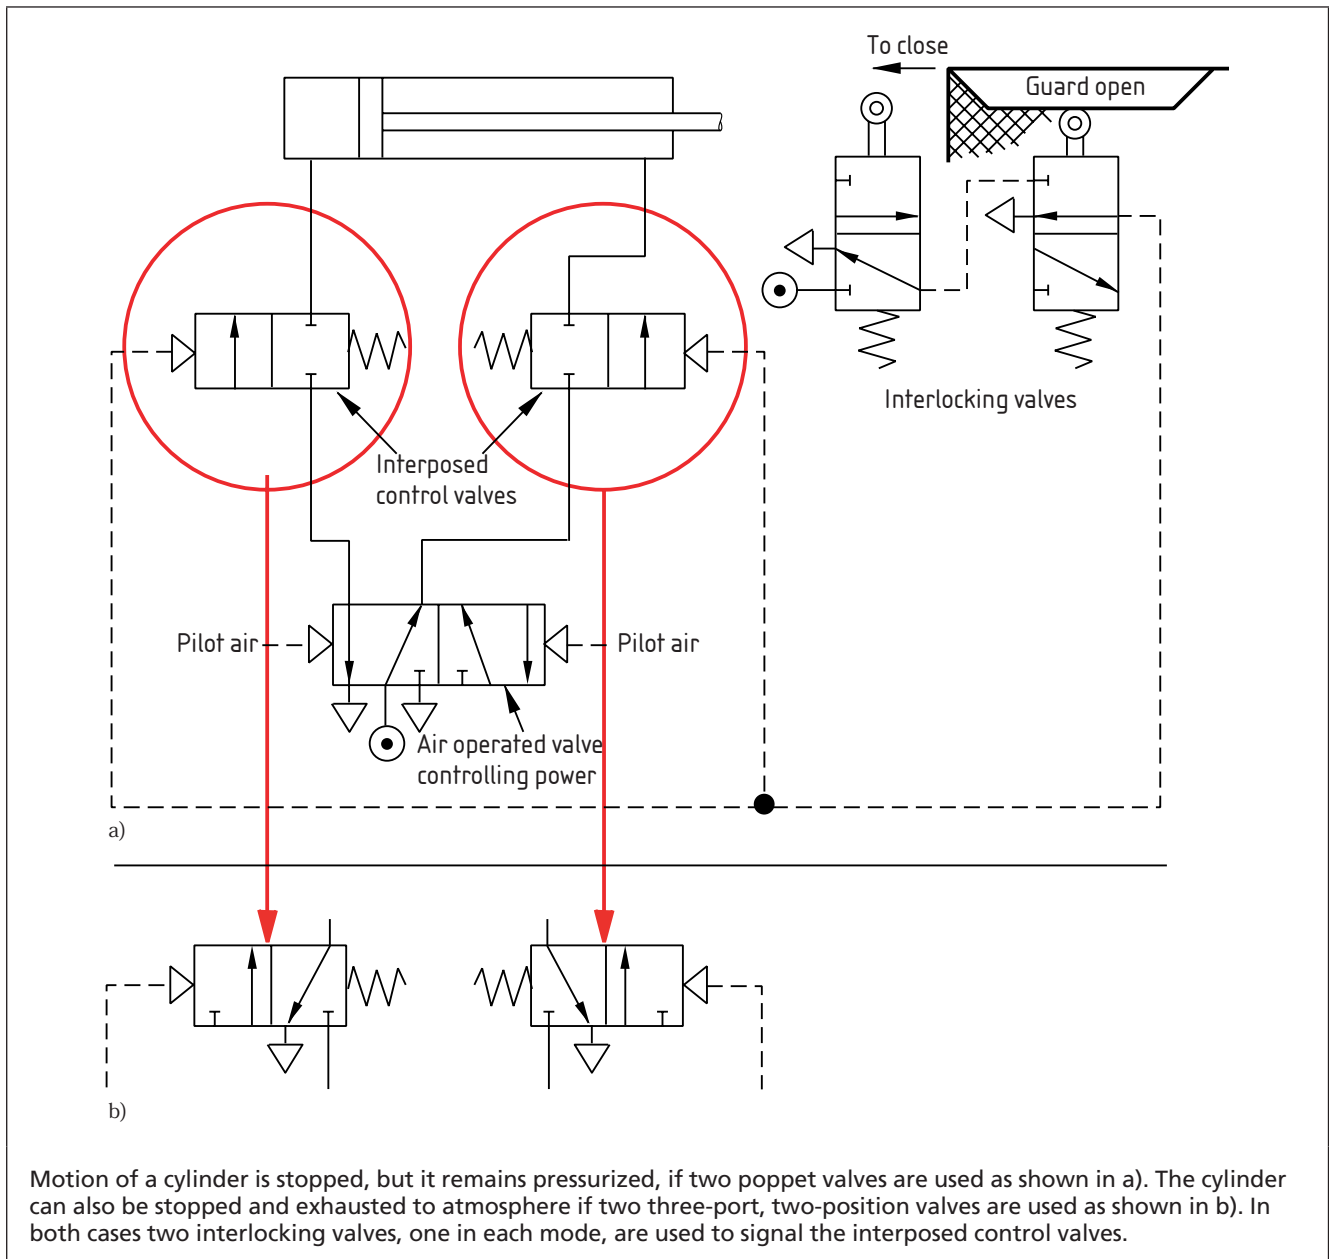 To close
Guard open
Interlocking valves
Interposed
control valves
Pilot air
Pilot air
Air operated valve
controlling power
a)
b)
Motion of a cylinder is stopped, but it remains pressurized, if two poppet valves are used as shown in a). The cylinder
can also be stopped and exhausted to atmosphere if two three-port, two-position valves are used as shown in b). In
both cases two interlocking valves, one in each mode, are used to signal the interposed control valves.